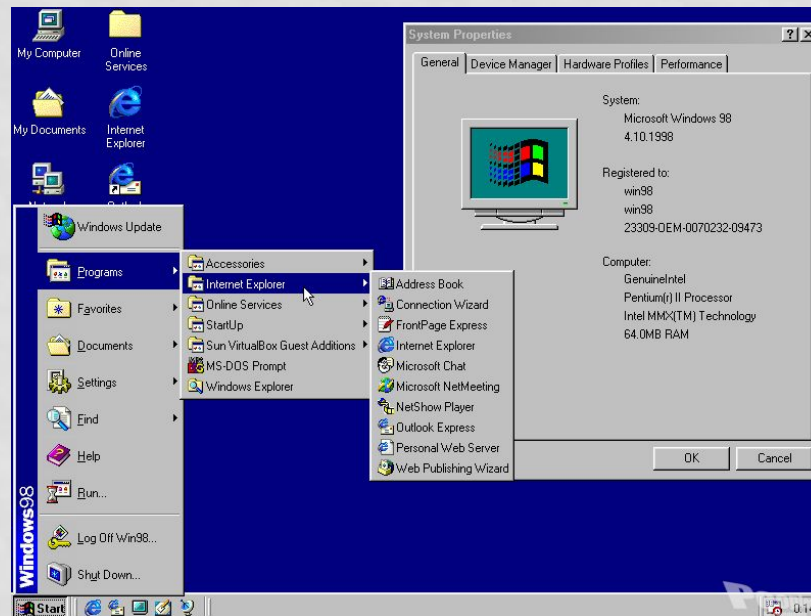 My Computer
Online
Services
My Documents
Internet
Explorer
Windows Update
Programs
Favorites
Documents
Settings
Find
Help
Run...
Log Off Win98...
Shut Down...
Windows98
Start
Accessories
Internet Explorer
Online Services
StartUp
Sun VirtualBox Guest Additions
MS-DOS Prompt
Windows Explorer
Address Book
Connection Wizard
FrontPage Express
Internet Explorer
Microsoft Chat
Microsoft NetMeeting
NetShow Player
Outlook Express
Personal Web Server
Web Publishing Wizard
System Properties
General
Device Manager
Hardware Profiles
Performance
System:
Microsoft Windows 98
4.10.1998
Registered to:
win98
win98
23309-OEM-0070232-09473
Computer:
GenuineIntel
Pentium(r) II Processor
Intel MMX(TM) Technology
64.0MB RAM
OK
Cancel